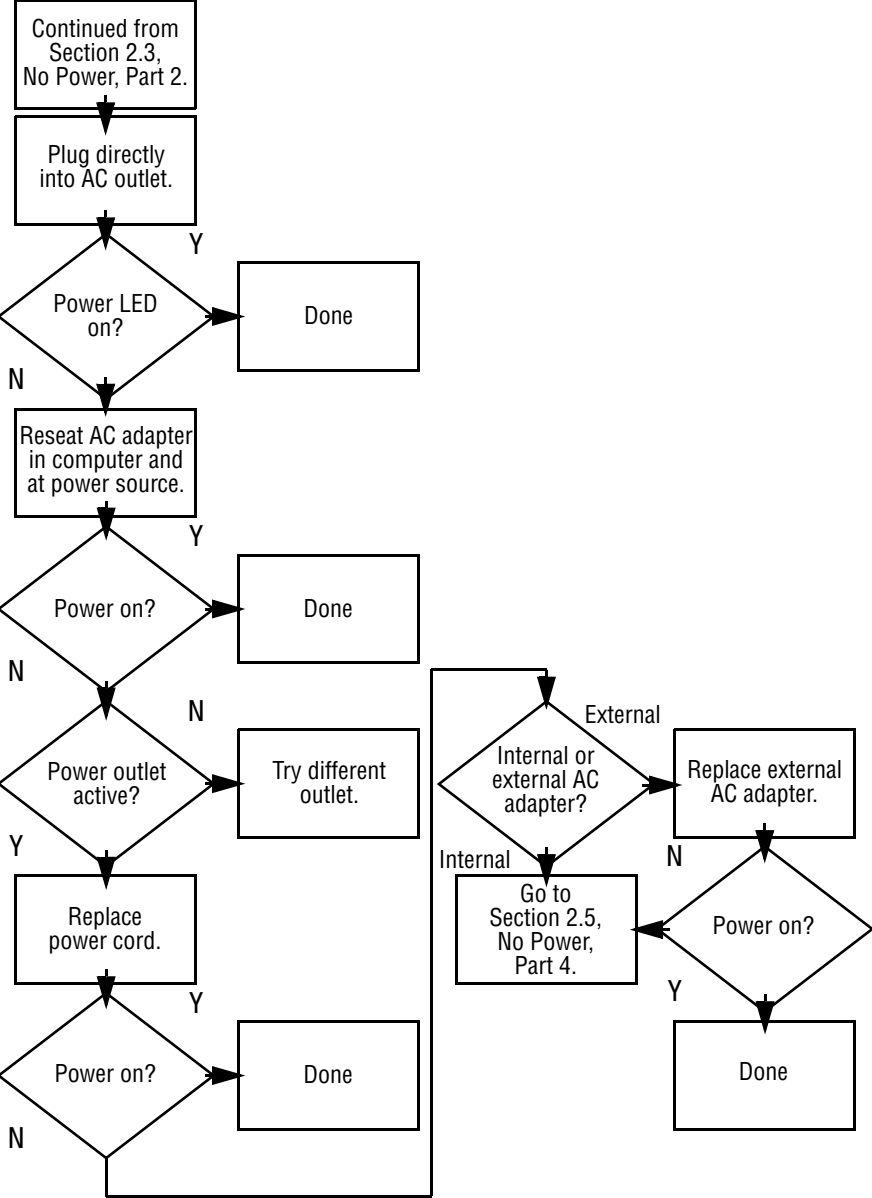 Continued from
Section 2.3,
No Power, Part 2.
Plug directly
into AC outlet.
Y
Power LED
on?
Done
N
Reseat AC adapter
in computer and
at power source.
Y
Power on?
Done
N
N
Power outlet
active?
Try different
outlet.
Y
Replace
power cord.
Y
Power on?
Done
N
External
Internal or
external AC
adapter?
Replace external
AC adapter.
Internal
N
Go to
Section 2.5,
No Power,
Part 4.
Power on?
Y
Done